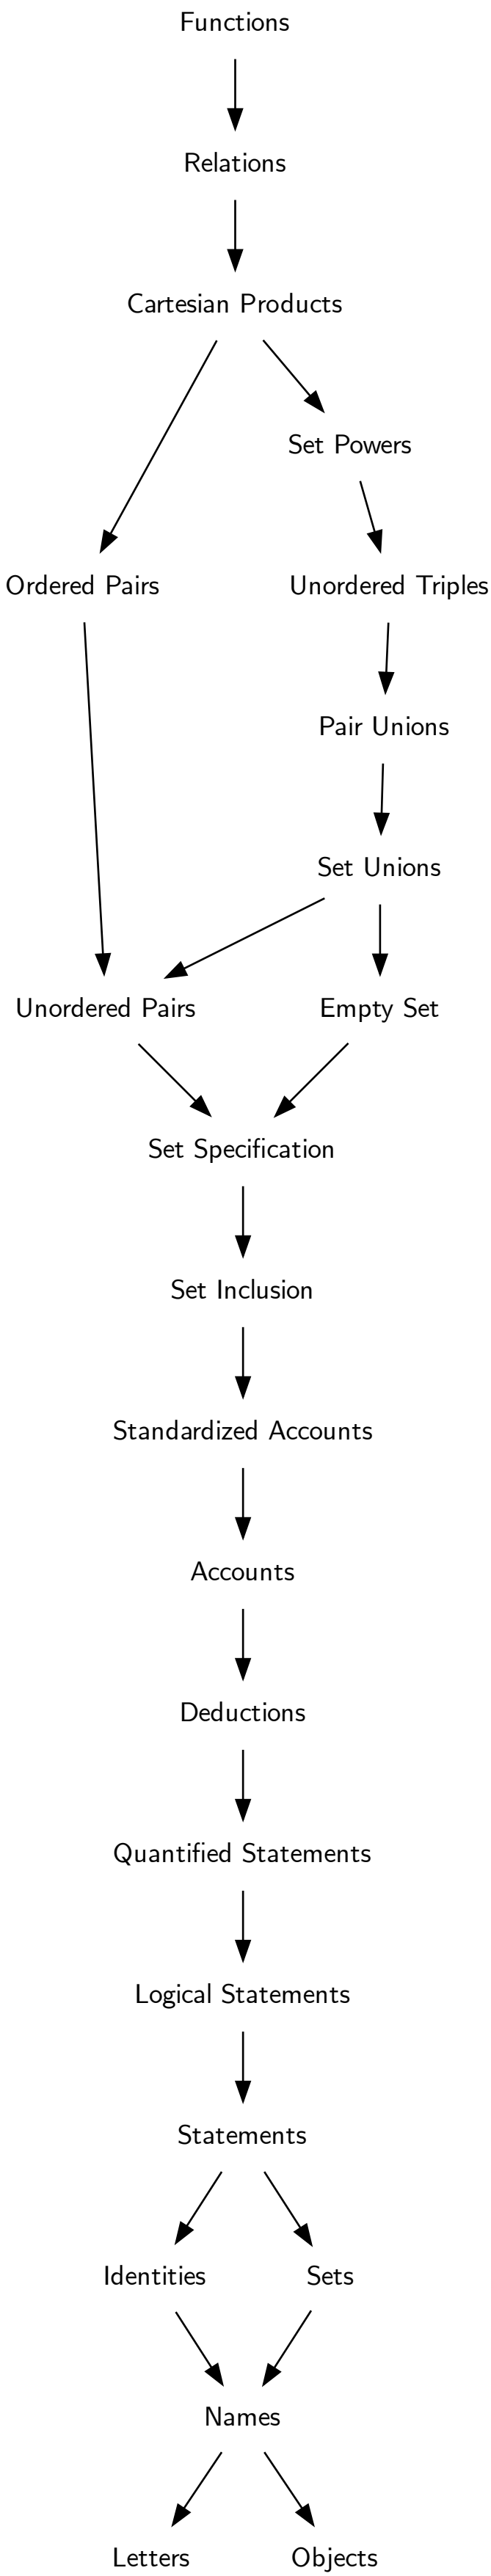 Functions
Relations
Cartesian Products
Set Powers
Ordered Pairs
Unordered Triples
Pair Unions
Set Unions
Unordered Pairs
Empty Set
Set Specification
Set Inclusion
Standardized Accounts
Accounts
Deductions
Quantified Statements
Logical Statements
Statements
Identities
Sets
Names
Letters
Objects